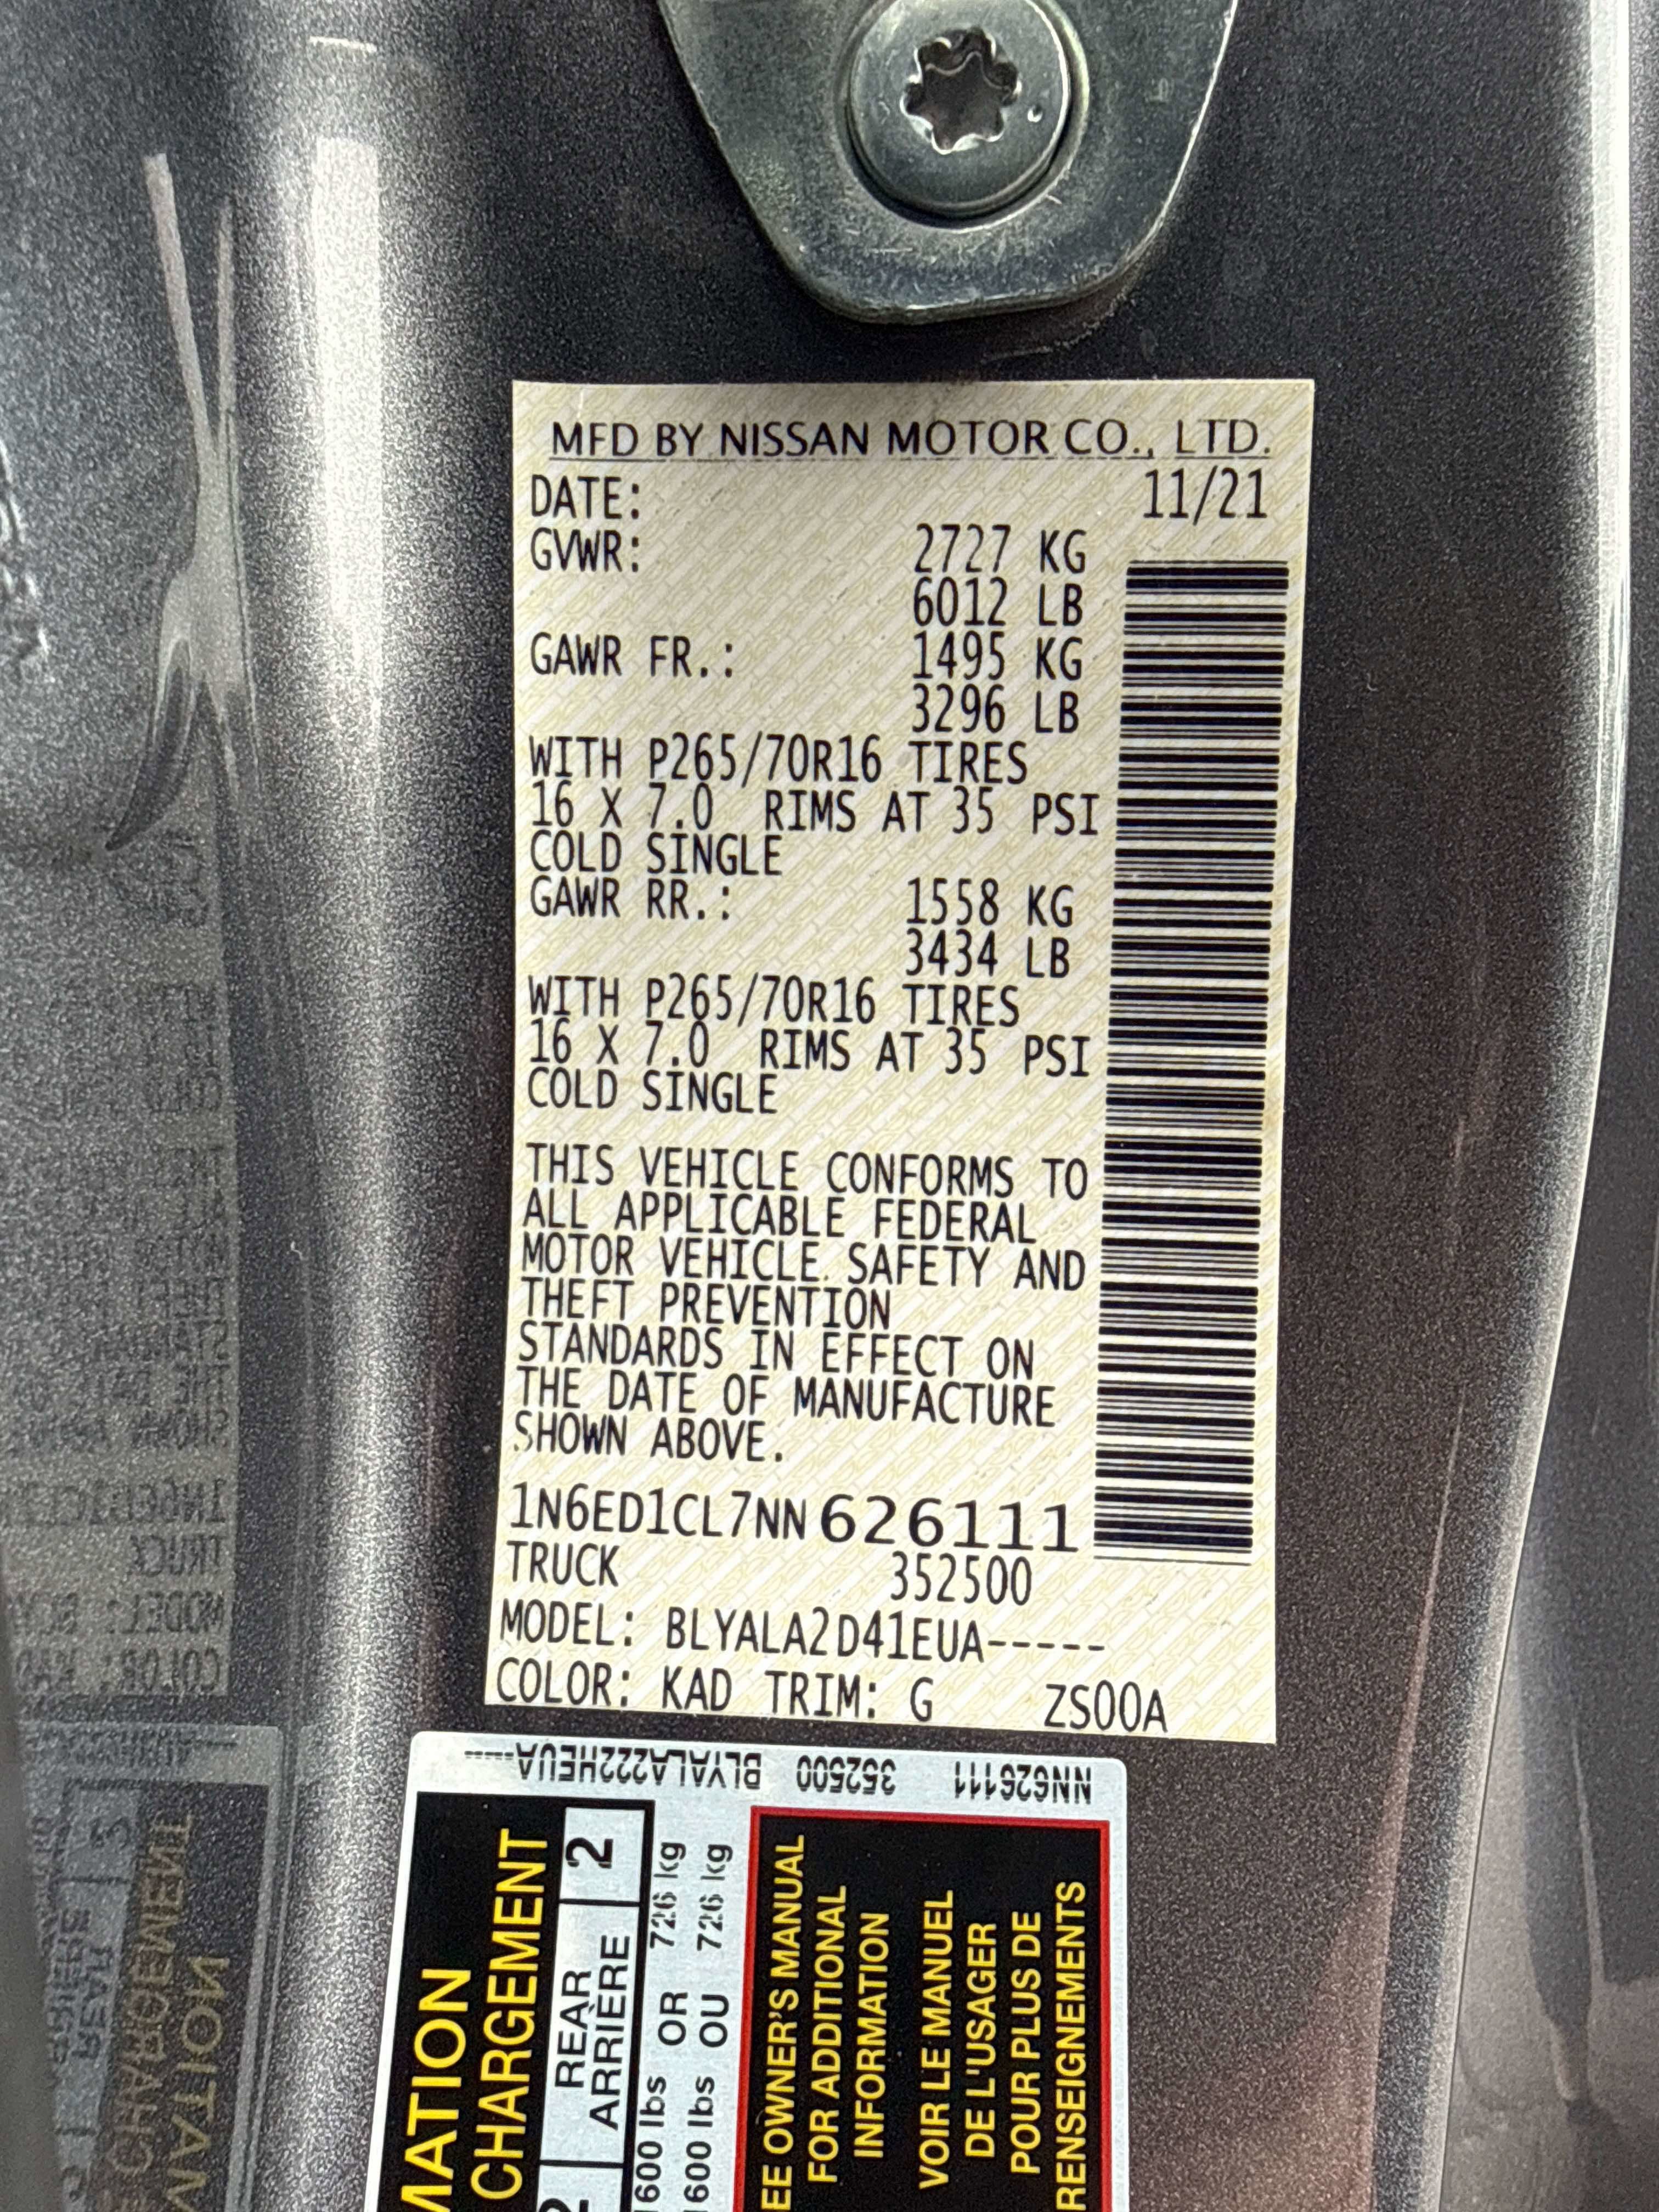 MFD BY NISSAN MOTOR CO., LTD.
DATE: 11/21
GVWR: 2727 KG
6012 LB
GAWR FR.: 1495 KG
3296 LB
WITH P265/70R16 TIRES
16 X 7.0 RIMS AT 35 PSI
COLD SINGLE
GAWR RR.: 1558 KG
3434 LB
WITH P265/70R16 TIRES
16 X 7.0 RIMS AT 35 PSI
COLD SINGLE
THIS VEHICLE CONFORMS TO
ALL APPLICABLE FEDERAL
MOTOR VEHICLE SAFETY AND
THEFT PREVENTION
STANDARDS IN EFFECT ON
THE DATE OF MANUFACTURE
SHOWN ABOVE.
1N6ED1CL7NN626111
TRUCK 352500
MODEL: BLYALA2D41EUA-----
COLOR: KAD TRIM: G ZS00A
NN626111 352500 BLYALA222HEUA-----
MATION
CHARGEMENT
REAR
ARRIÈRE 2
600 lbs OR 726 kg
600 lbs OU 726 kg
EE OWNER'S MANUAL
FOR ADDITIONAL
INFORMATION
VOIR LE MANUEL
DE L'USAGER
POUR PLUS DE
RENSEIGNEMENTS